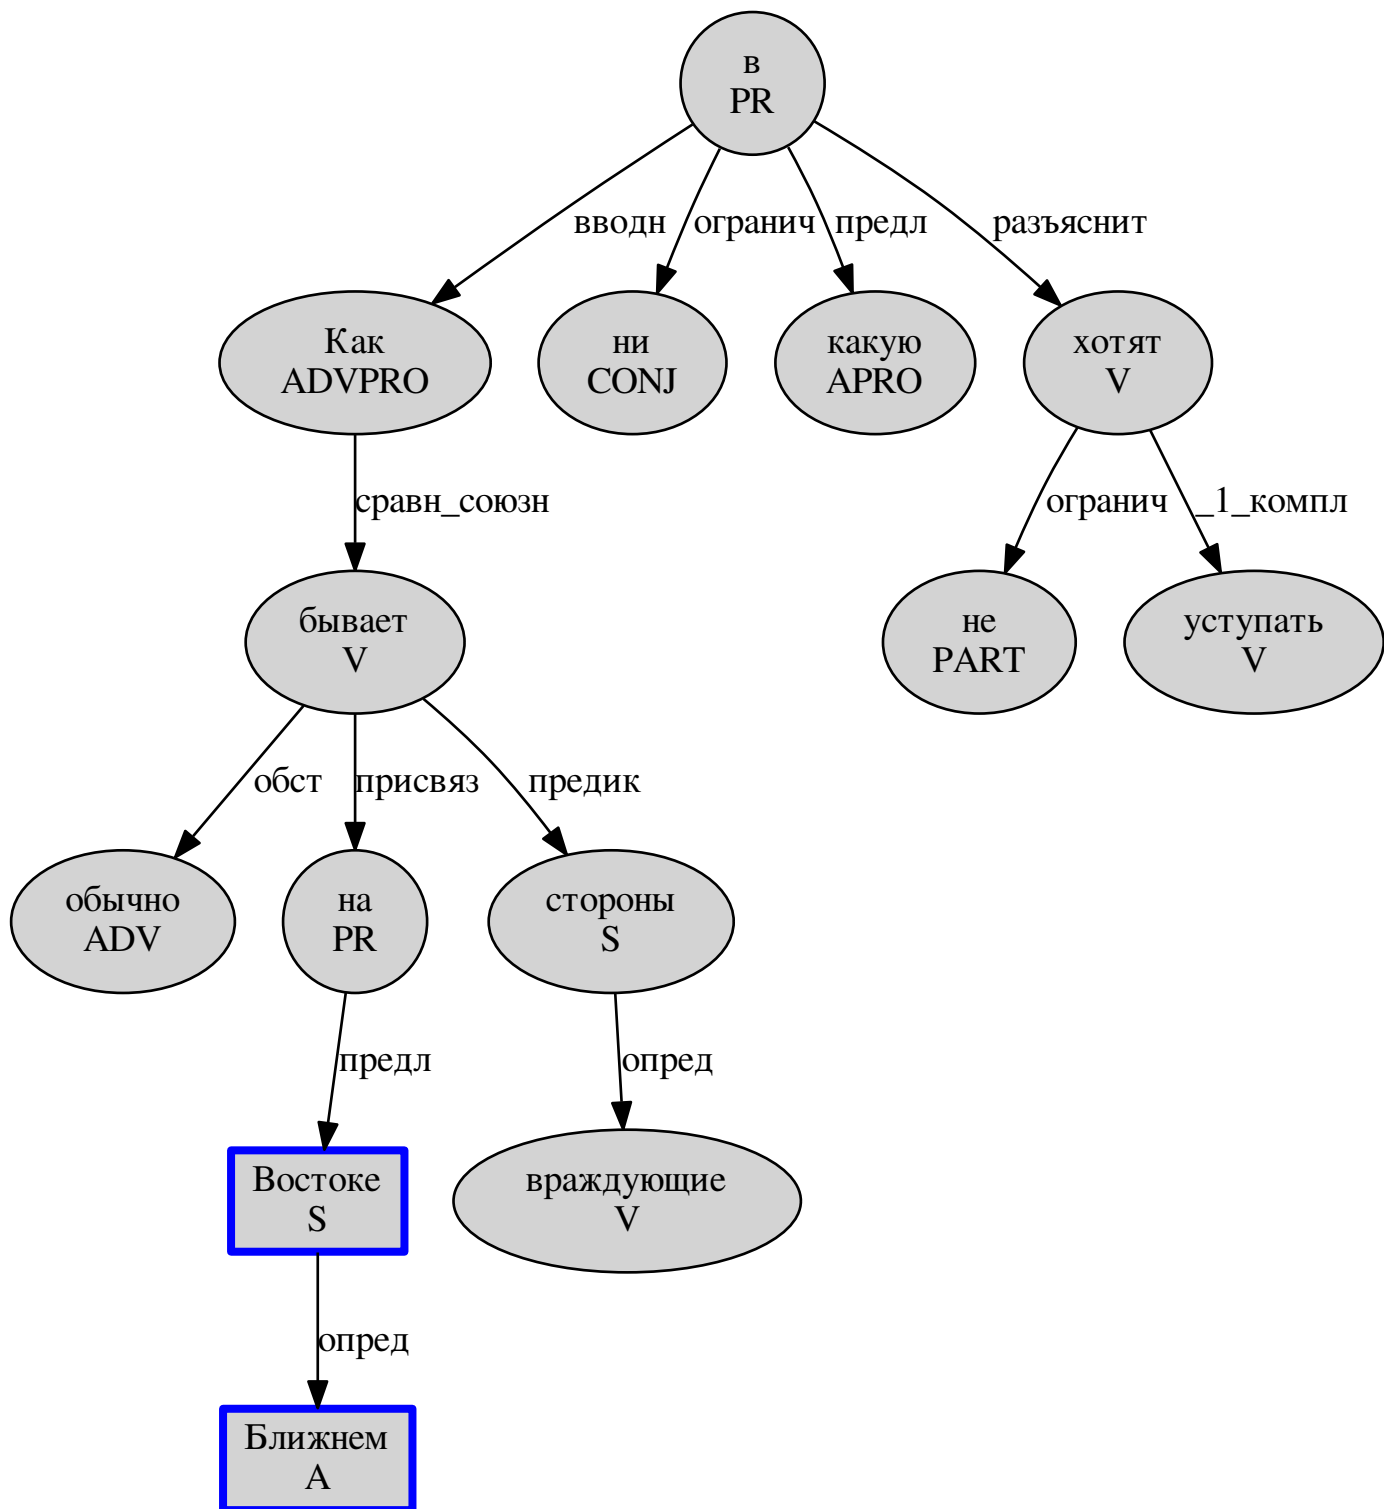 в
PR
вводн
огранич
предл
разъяснит
Как
ADVPRO
ни
CONJ
какую
APRO
хотят
V
сравн_союзн
огранич
_1_компл
бывает
V
не
PART
уступать
V
обст
присвяз
предик
обычно
ADV
на
PR
стороны
S
предл
опред
Востоке
S
враждующие
V
опред
Ближнем
A